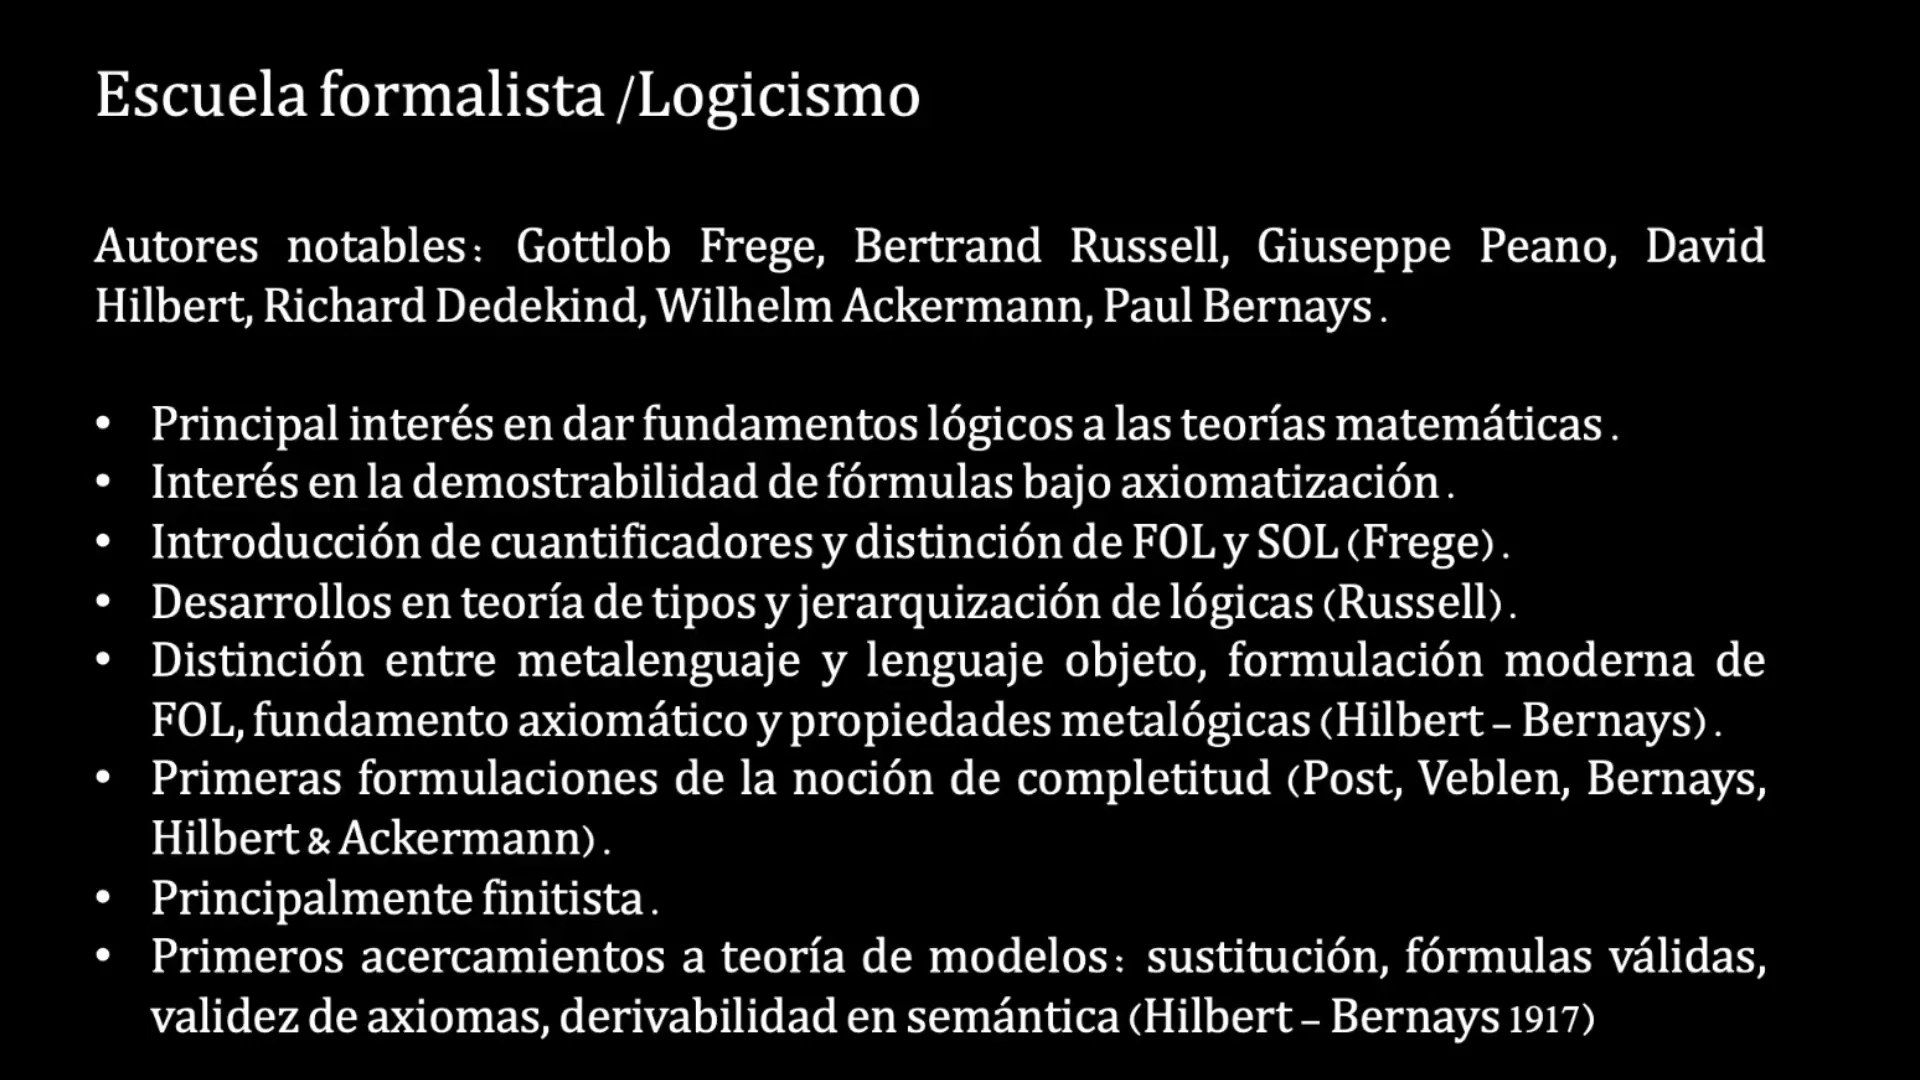 Escuela formalista /Logicismo
Autores notables: Gottlob Frege, Bertrand Russell, Giuseppe Peano, David
Hilbert, Richard Dedekind, Wilhelm Ackermann, Paul Bernays.
• Principal interés en dar fundamentos lógicos a las teorías matemáticas.
• Interés en la demostrabilidad de fórmulas bajo axiomatización.
• Introducción de cuantificadores y distinción de FOL y SOL (Frege).
• Desarrollos en teoría de tipos y jerarquización de lógicas (Russell).
• Distinción entre metalenguaje y lenguaje objeto, formulación moderna de
FOL, fundamento axiomático y propiedades metalógicas (Hilbert – Bernays).
• Primeras formulaciones de la noción de completitud (Post, Veblen, Bernays,
Hilbert & Ackermann).
• Principalmente finitista.
• Primeros acercamientos a teoría de modelos: sustitución, fórmulas válidas,
validez de axiomas, derivabilidad en semántica (Hilbert – Bernays 1917)